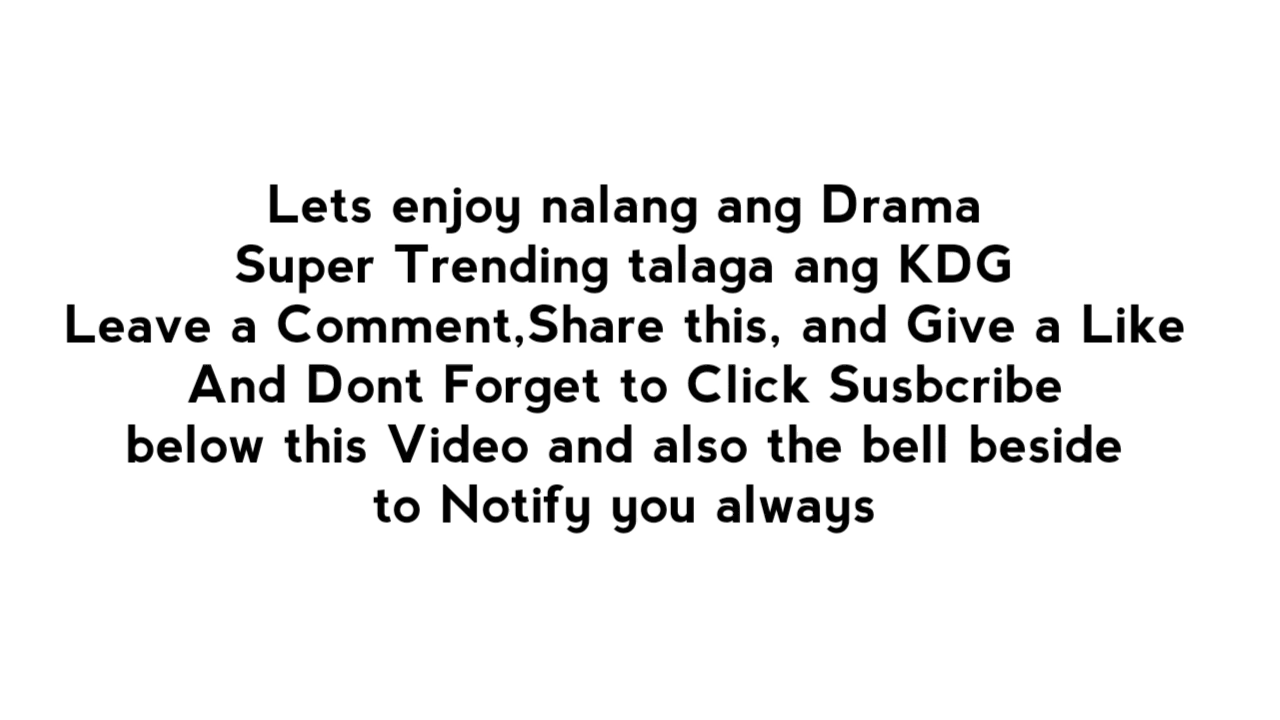 Lets enjoy nalang ang Drama
Super Trending talaga ang KDG
Leave a Comment,Share this, and Give a Like
And Dont Forget to Click Susbcribe
below this Video and also the bell beside
to Notify you always